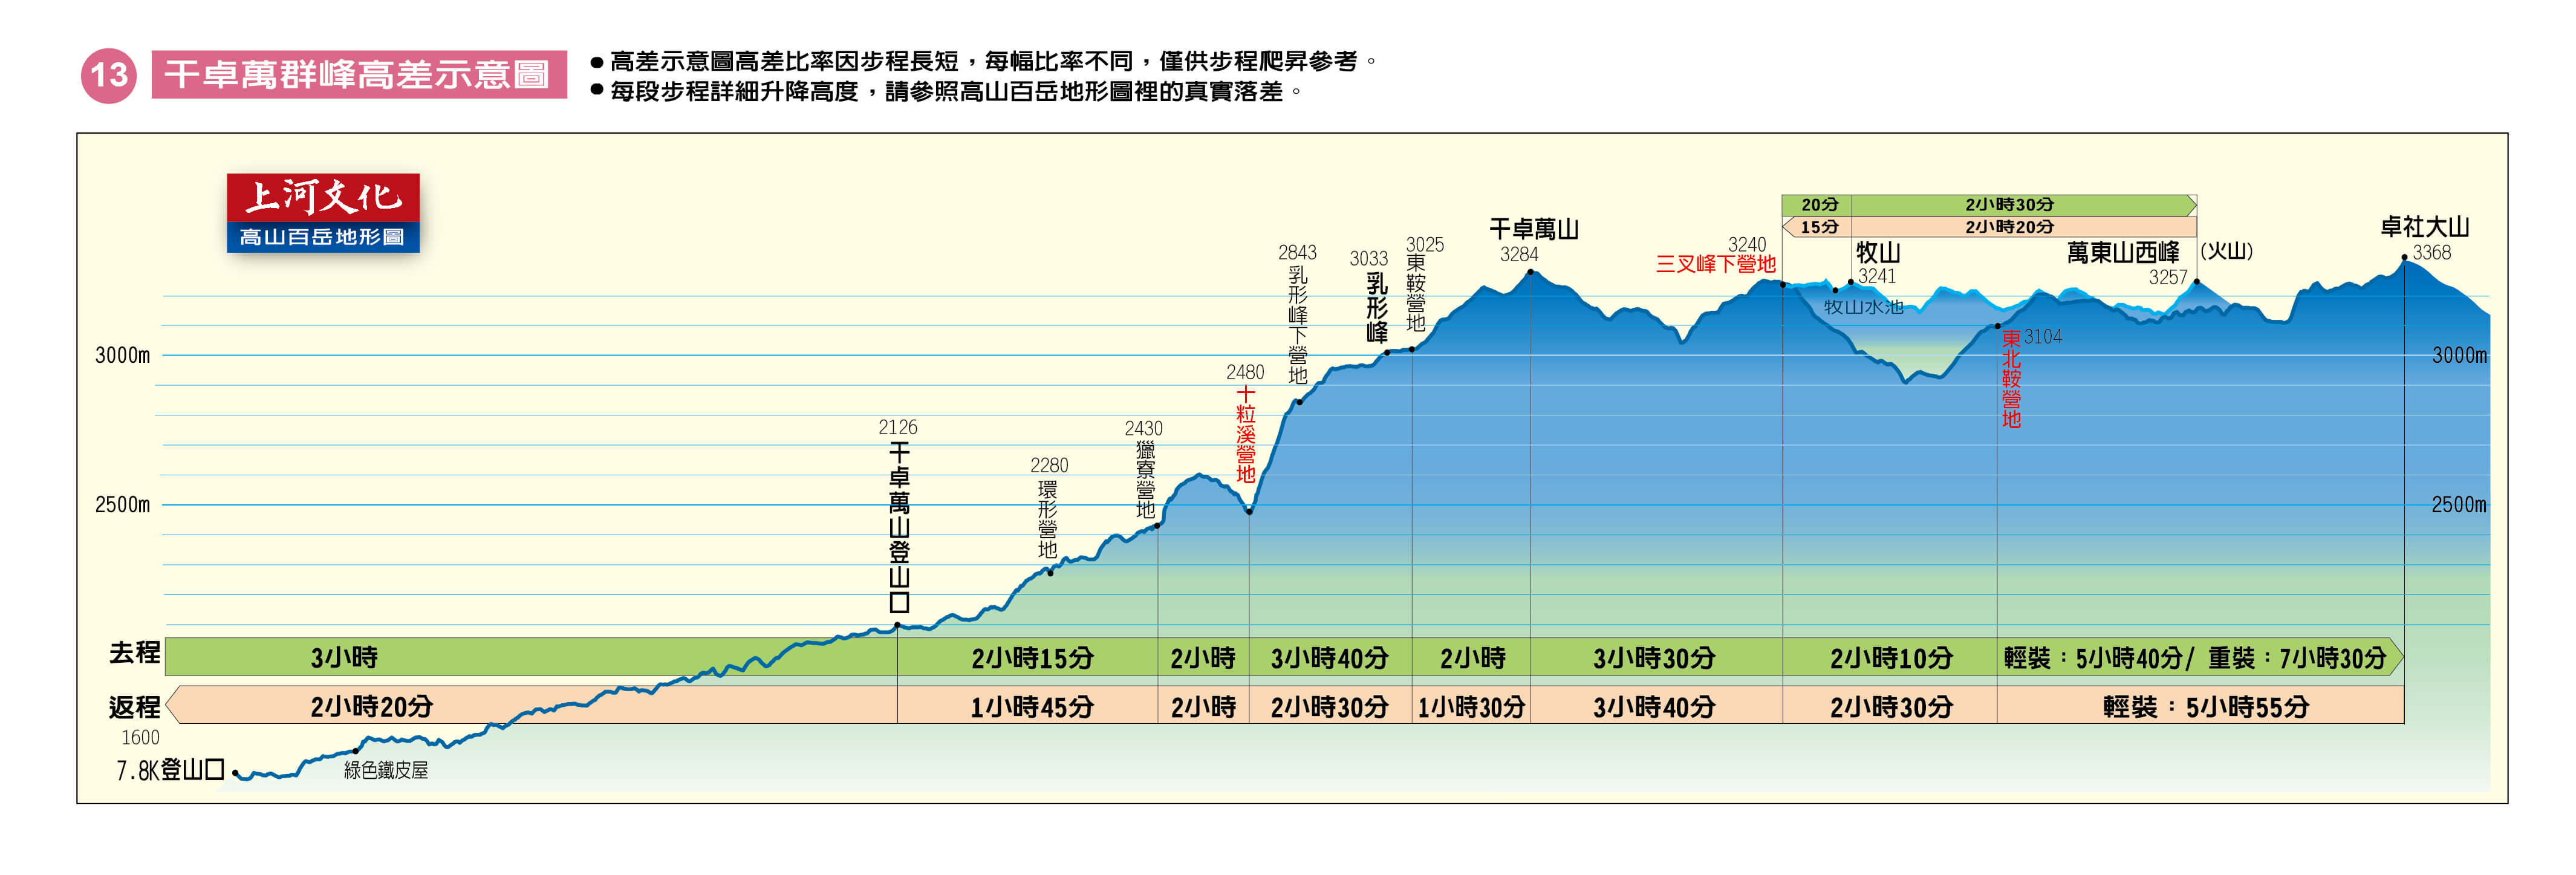 13 干卓萬群峰高差示意圖
●高差示意圖高差比率因步程長短，每幅比率不同，僅供步程爬昇參考。
●每段步程詳細升降高度，請參照高山百岳地形圖裡的真實落差。
上河文化
高山百岳地形圖
20分 2小時30分
15分 2小時20分
干卓萬山
3284
卓社大山
3368
3240
三叉峰下營地
牧山
3241
牧山水池
萬東山西峰 (火山)
3257
2843
乳形峰下營地
3033
乳形峰
3025
東鞍營地
3104
東北鞍營地
3000m
3000m
2480
十粒溪營地
2126
干卓萬山登山口
2280
環形營地
2430
獵寮營地
2500m
2500m
去程 3小時 2小時15分 2小時 3小時40分 2小時 3小時30分 2小時10分 輕裝：5小時40分/ 重裝：7小時30分
返程 2小時20分 1小時45分 2小時 2小時30分 1小時30分 3小時40分 2小時30分 輕裝：5小時55分
1600
7.8K登山口
綠色鐵皮屋